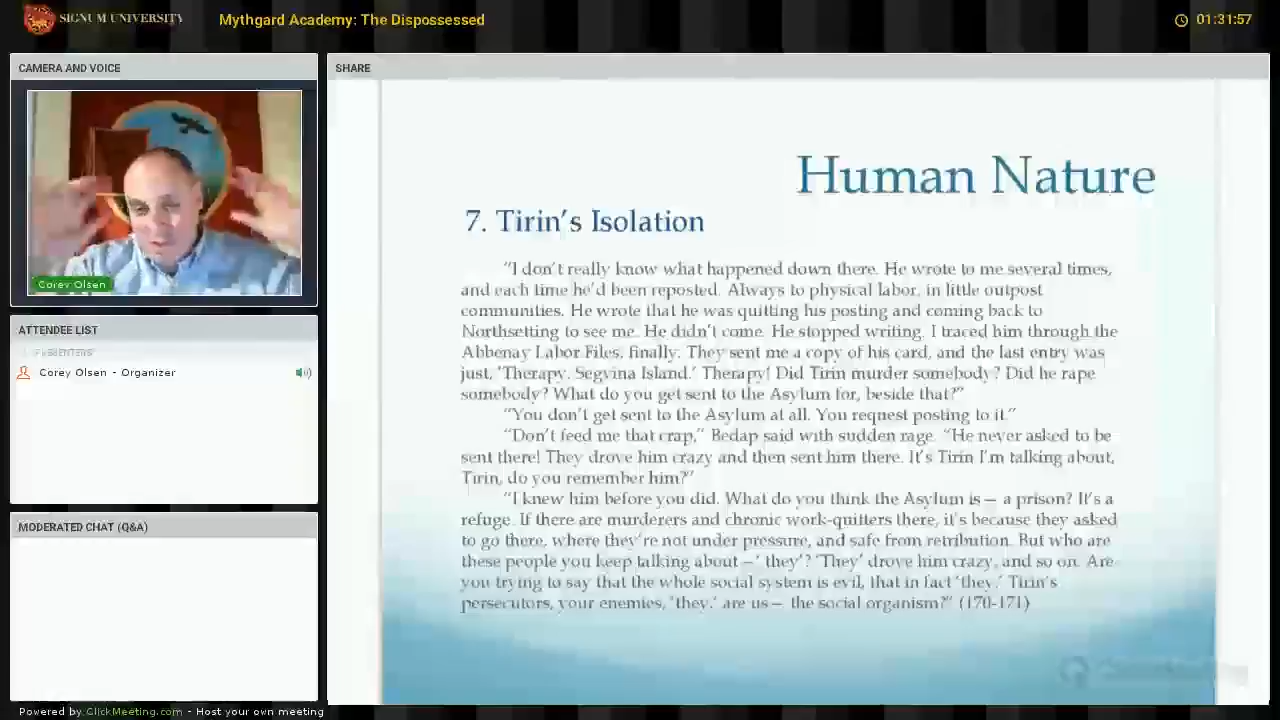 SIGNUM UNIVERSITY
Mythgard Academy: The Dispossessed
01:31:57
CAMERA AND VOICE
Corey Olsen
ATTENDEE LIST
PRESENTERS
Corey Olsen - Organizer
MODERATED CHAT (Q&A)
Powered by ClickMeeting.com - Host your own meeting
SHARE
Human Nature
7. Tirin’s Isolation
“I don’t really know what happened down there. He wrote to me several times,
and each time he’d been reposted. Always to physical labor, in little outpost
communities. He wrote that he was quitting his posting and coming back to
Northsetting to see me. He didn’t come. He stopped writing. I traced him through the
Abbenay Labor Files, finally. They sent me a copy of his card, and the last entry was
just, ‘Therapy. Segvina Island.’ Therapy! Did Tirin murder somebody? Did he rape
somebody? What do you get sent to the Asylum for, beside that?”
“You don’t get sent to the Asylum at all. You request posting to it.”
“Don’t feed me that crap,” Bedap said with sudden rage. “He never asked to be
sent there! They drove him crazy and then sent him there. It’s Tirin I’m talking about,
Tirin, do you remember him?”
“I knew him before you did. What do you think the Asylum is — a prison? It’s a
refuge. If there are murderers and chronic work-quitters there, it’s because they asked
to go there, where they’re not under pressure, and safe from retribution. But who are
these people you keep talking about —‘ they’? ‘They’ drove him crazy, and so on. Are
you trying to say that the whole social system is evil, that in fact ‘they,’ Tirin’s
persecutors, your enemies, ‘they,’ are us — the social organism?” (170-171)